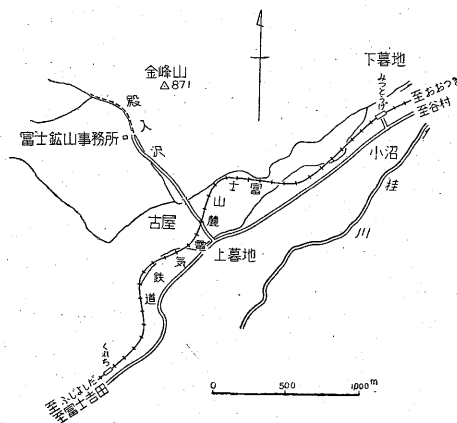 金峰山
△871
殿入沢
富士鉱山事務所
下暮地
みつとうげ
至おおつき
至谷村
小沼
桂川
富士山麓電気鉄道
古屋
上暮地
くれち
至ふじよしだ
至富士吉田
0 500 1,000m